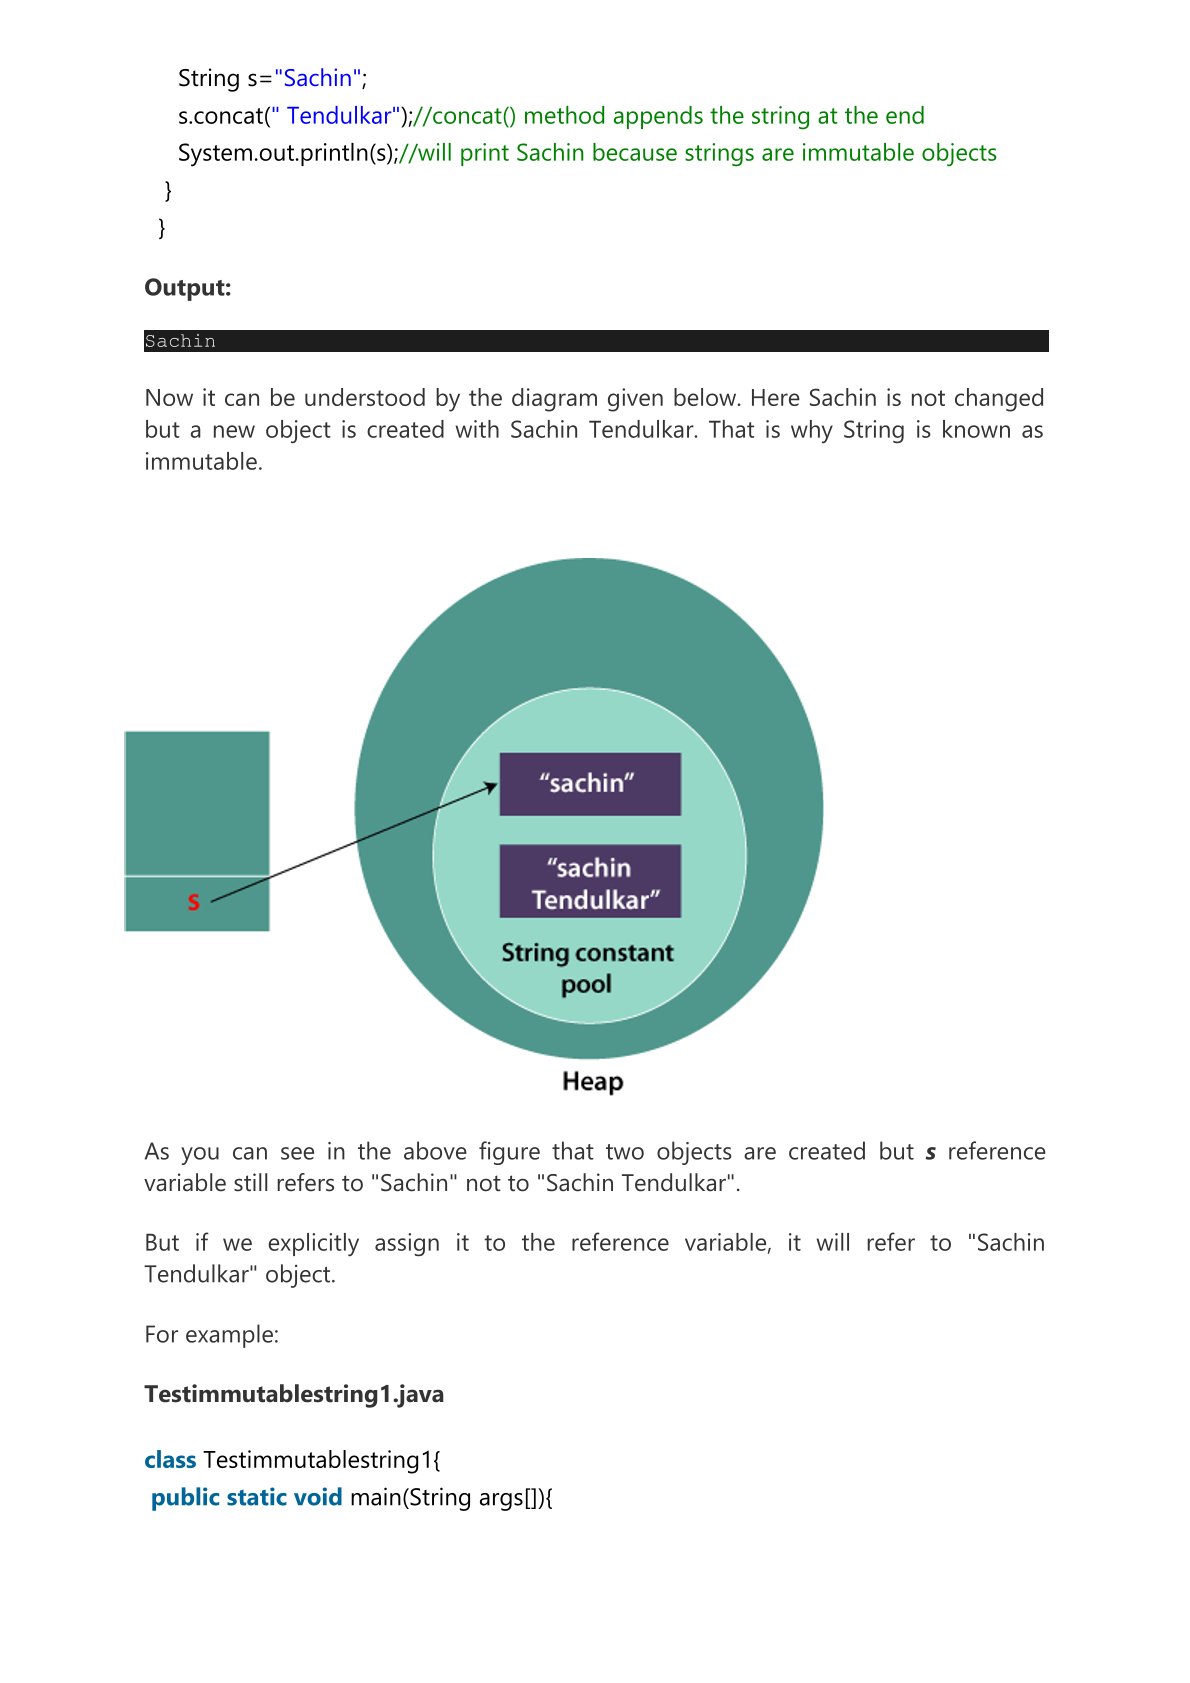 String s="Sachin";
s.concat(" Tendulkar");//concat() method appends the string at the end
System.out.println(s);//will print Sachin because strings are immutable objects
}
}
Output:
Sachin
Now it can be understood by the diagram given below. Here Sachin is not changed
but a new object is created with Sachin Tendulkar. That is why String is known as
immutable.
"sachin"
"sachin
Tendulkar"
s
String constant
pool
Heap
As you can see in the above figure that two objects are created but s reference
variable still refers to "Sachin" not to "Sachin Tendulkar".
But if we explicitly assign it to the reference variable, it will refer to "Sachin
Tendulkar" object.
For example:
Testimmutablestring1.java
class Testimmutablestring1{
public static void main(String args[]){